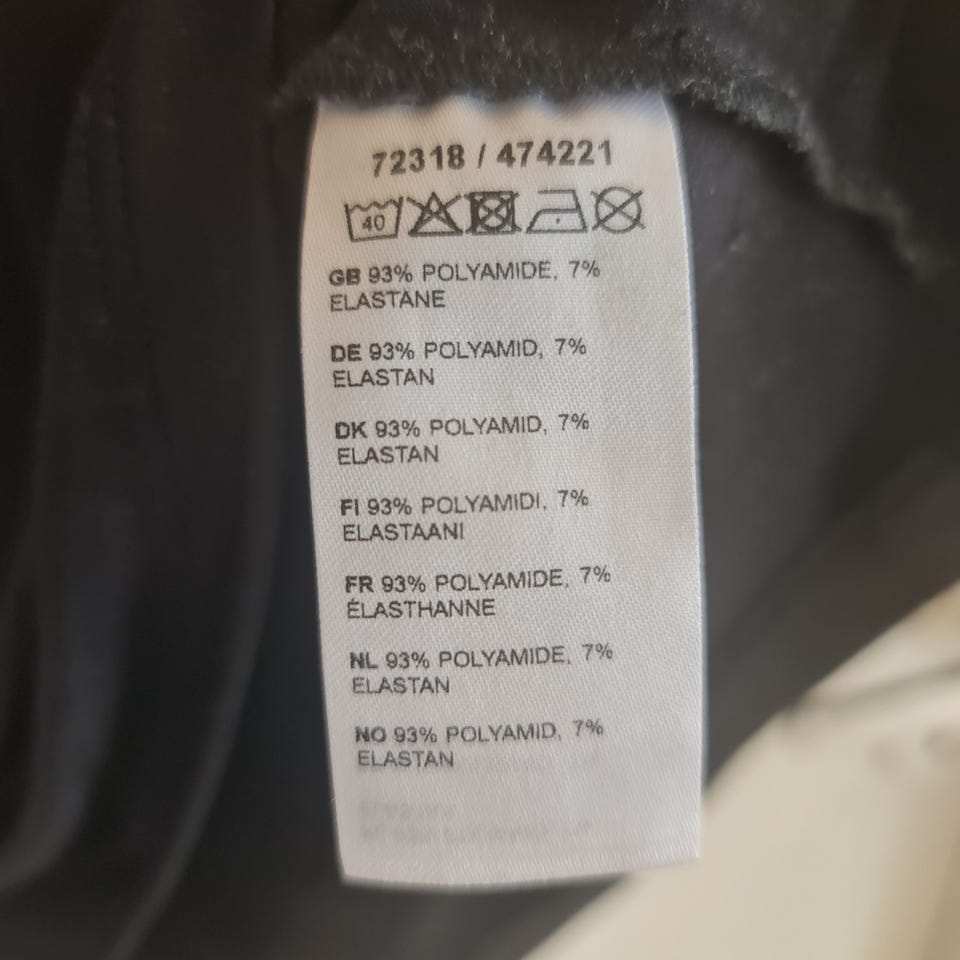 72318 / 474221
40
GB 93% POLYAMIDE, 7%
ELASTANE
DE 93% POLYAMID, 7%
ELASTAN
DK 93% POLYAMID, 7%
ELASTAN
FI 93% POLYAMIDI, 7%
ELASTAANI
FR 93% POLYAMIDE, 7%
ÉLASTHANNE
NL 93% POLYAMIDE, 7%
ELASTAN
NO 93% POLYAMID, 7%
ELASTAN